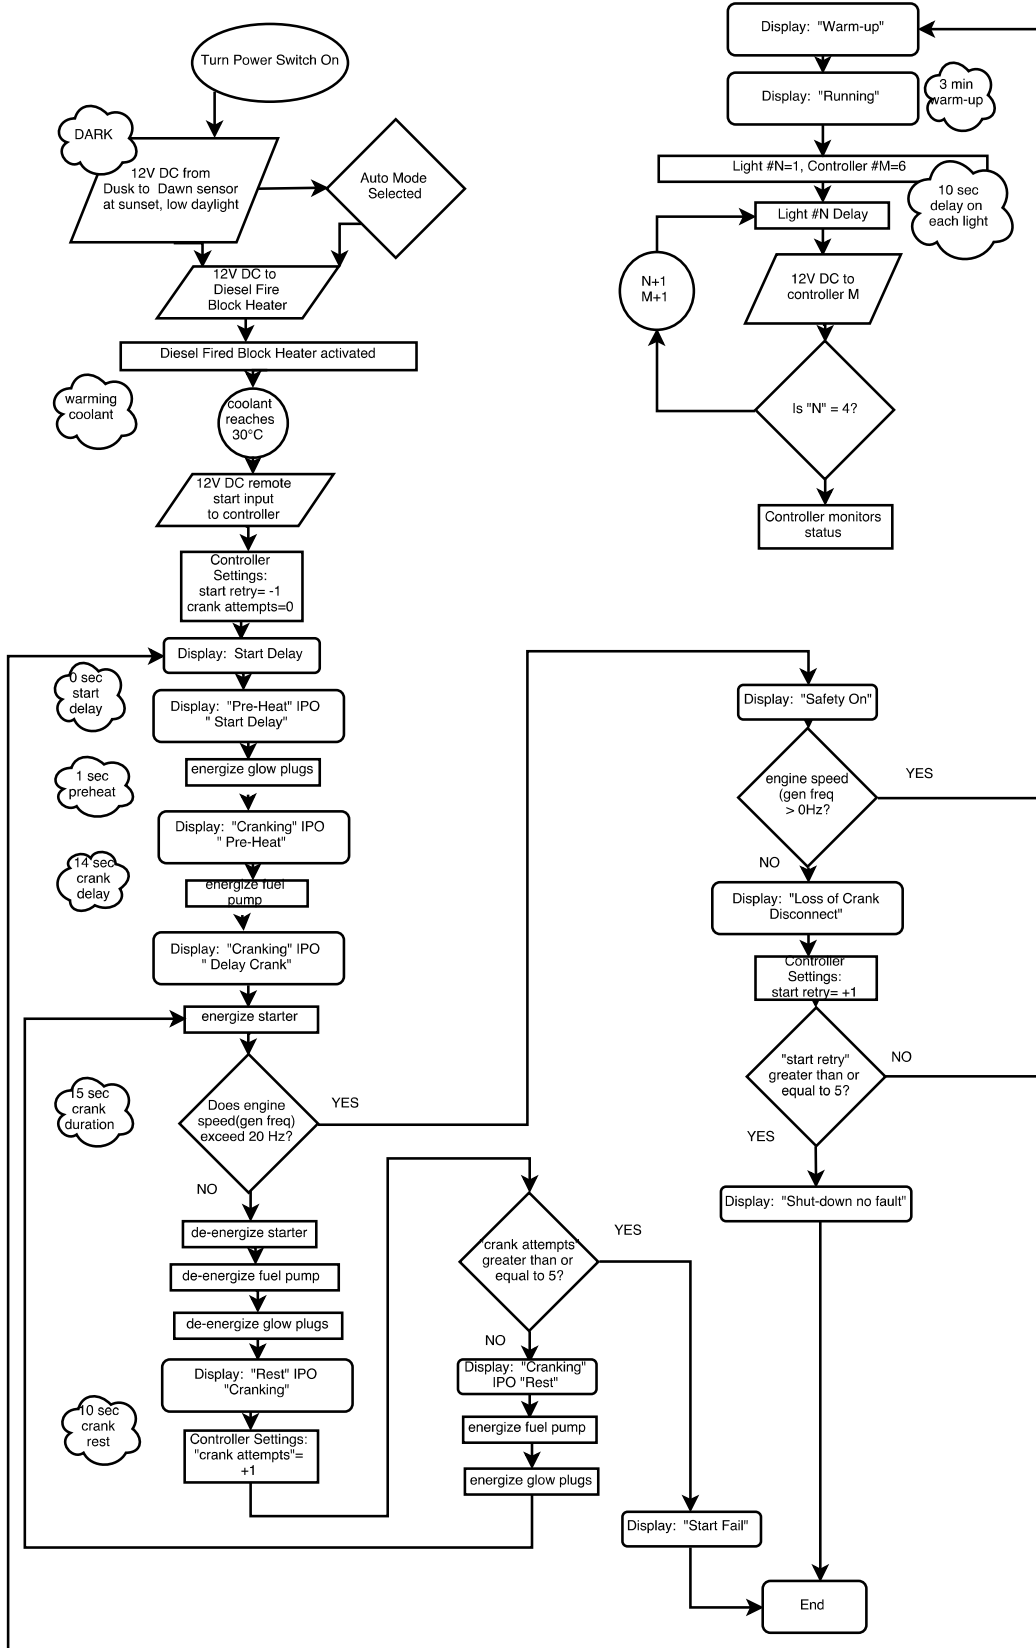 Turn Power Switch On
DARK
12V DC from
Dusk to Dawn sensor
at sunset, low daylight
Auto Mode
Selected
12V DC to
Diesel Fire
Block Heater
Diesel Fired Block Heater activated
warming
coolant
coolant
reaches
30°C
12V DC remote
start input
to controller
Controller
Settings:
start retry= -1
crank attempts=0
Display: Start Delay
0 sec
start
delay
Display: "Pre-Heat" IPO
" Start Delay"
energize glow plugs
1 sec
preheat
Display: "Cranking" IPO
" Pre-Heat"
14 sec
crank
delay
energize fuel
pump
Display: "Cranking" IPO
" Delay Crank"
energize starter
15 sec
crank
duration
Does engine
speed(gen freq)
exceed 20 Hz?
YES
NO
de-energize starter
de-energize fuel pump
de-energize glow plugs
Display: "Rest" IPO
"Cranking"
10 sec
crank
rest
Controller Settings:
"crank attempts"=
+1
"crank attempts"
greater than or
equal to 5?
YES
NO
Display: "Cranking"
IPO "Rest"
energize fuel pump
energize glow plugs
Display: "Start Fail"
Display: "Warm-up"
Display: "Running"
3 min
warm-up
Light #N=1, Controller #M=6
10 sec
delay on
each light
Light #N Delay
N+1
M+1
12V DC to
controller M
Is "N" = 4?
Controller monitors
status
Display: "Safety On"
engine speed
(gen freq
> 0Hz?
YES
NO
Display: "Loss of Crank
Disconnect"
Controller
Settings:
start retry= +1
"start retry"
greater than or
equal to 5?
NO
YES
Display: "Shut-down no fault"
End